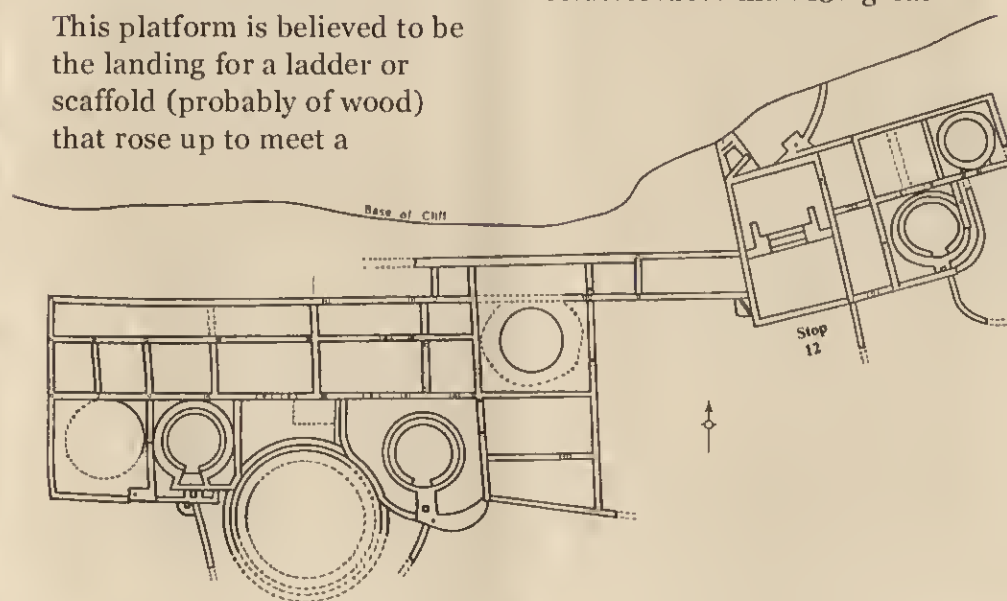 This platform is believed to be
the landing for a ladder or
scaffold (probably of wood)
that rose up to meet a
Base of Cliff
Stop
12